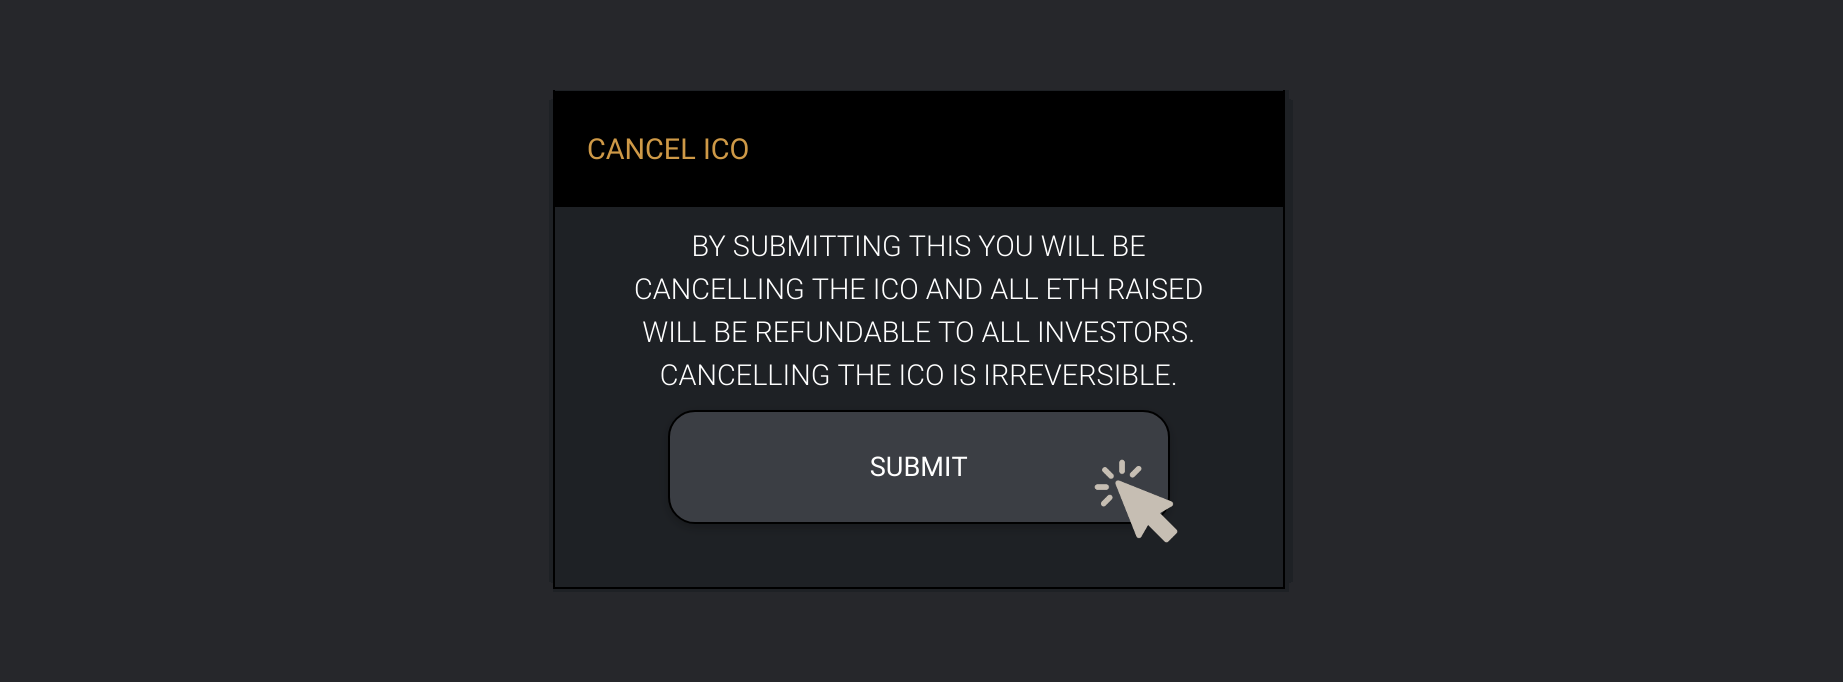 CANCEL ICO
BY SUBMITTING THIS YOU WILL BE
CANCELLING THE ICO AND ALL ETH RAISED
WILL BE REFUNDABLE TO ALL INVESTORS.
CANCELLING THE ICO IS IRREVERSIBLE.
SUBMIT